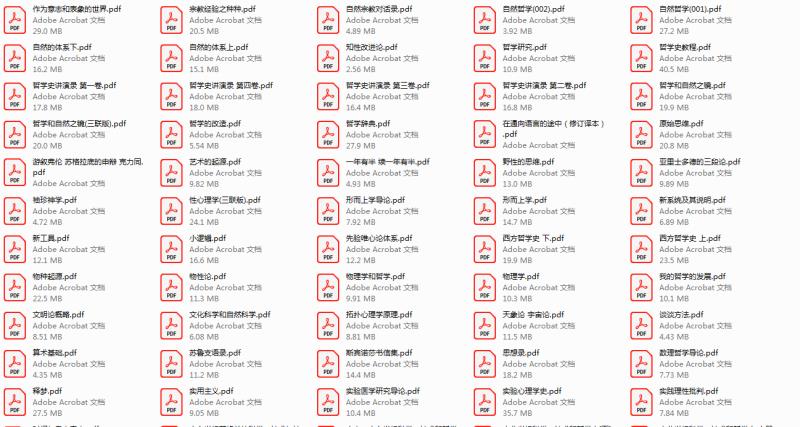 作为意志和表象的世界.pdf
Adobe Acrobat 文档
29.0 MB
宗教经验之种种.pdf
Adobe Acrobat 文档
20.5 MB
自然宗教对话录.pdf
Adobe Acrobat 文档
4.89 MB
自然哲学(002).pdf
Adobe Acrobat 文档
3.92 MB
自然哲学(001).pdf
Adobe Acrobat 文档
27.2 MB
自然的体系下.pdf
Adobe Acrobat 文档
16.2 MB
自然的体系上.pdf
Adobe Acrobat 文档
15.1 MB
知性改进论.pdf
Adobe Acrobat 文档
2.56 MB
哲学研究.pdf
Adobe Acrobat 文档
10.9 MB
哲学史教程.pdf
Adobe Acrobat 文档
40.5 MB
哲学史讲演录 第一卷.pdf
Adobe Acrobat 文档
17.8 MB
哲学史讲演录 第四卷.pdf
Adobe Acrobat 文档
18.0 MB
哲学史讲演录 第三卷.pdf
Adobe Acrobat 文档
16.4 MB
哲学史讲演录 第二卷.pdf
Adobe Acrobat 文档
16.8 MB
哲学和自然之镜.pdf
Adobe Acrobat 文档
19.9 MB
哲学和自然之镜(三联版).pdf
Adobe Acrobat 文档
20.0 MB
哲学的改造.pdf
Adobe Acrobat 文档
5.54 MB
哲学辞典.pdf
Adobe Acrobat 文档
27.9 MB
在通向语言的途中（修订译本）
.pdf
Adobe Acrobat 文档
原始思维.pdf
Adobe Acrobat 文档
20.8 MB
游叙弗伦 苏格拉底的申辩 克力同.
pdf
Adobe Acrobat 文档
艺术的起源.pdf
Adobe Acrobat 文档
9.82 MB
一年有半 续一年有半.pdf
Adobe Acrobat 文档
4.93 MB
野性的思维.pdf
Adobe Acrobat 文档
13.0 MB
亚里士多德的三段论.pdf
Adobe Acrobat 文档
9.89 MB
袖珍神学.pdf
Adobe Acrobat 文档
4.72 MB
性心理学(三联版).pdf
Adobe Acrobat 文档
24.1 MB
形而上学导论.pdf
Adobe Acrobat 文档
7.92 MB
形而上学.pdf
Adobe Acrobat 文档
14.7 MB
新系统及其说明.pdf
Adobe Acrobat 文档
6.89 MB
新工具.pdf
Adobe Acrobat 文档
12.1 MB
小逻辑.pdf
Adobe Acrobat 文档
16.6 MB
先验唯心论体系.pdf
Adobe Acrobat 文档
12.2 MB
西方哲学史 下.pdf
Adobe Acrobat 文档
19.9 MB
西方哲学史 上.pdf
Adobe Acrobat 文档
23.5 MB
物种起源.pdf
Adobe Acrobat 文档
22.5 MB
物性论.pdf
Adobe Acrobat 文档
11.3 MB
物理学和哲学.pdf
Adobe Acrobat 文档
9.91 MB
物理学.pdf
Adobe Acrobat 文档
10.3 MB
我的哲学的发展.pdf
Adobe Acrobat 文档
10.1 MB
文明论概略.pdf
Adobe Acrobat 文档
8.51 MB
文化科学和自然科学.pdf
Adobe Acrobat 文档
6.08 MB
拓扑心理学原理.pdf
Adobe Acrobat 文档
8.81 MB
天象论 宇宙论.pdf
Adobe Acrobat 文档
11.5 MB
谈谈方法.pdf
Adobe Acrobat 文档
4.43 MB
算术基础.pdf
Adobe Acrobat 文档
4.35 MB
苏鲁支语录.pdf
Adobe Acrobat 文档
11.2 MB
斯宾诺莎书信集.pdf
Adobe Acrobat 文档
14.4 MB
思想录.pdf
Adobe Acrobat 文档
18.2 MB
数理哲学导论.pdf
Adobe Acrobat 文档
7.73 MB
释梦.pdf
Adobe Acrobat 文档
27.5 MB
实用主义.pdf
Adobe Acrobat 文档
9.05 MB
实验医学研究导论.pdf
Adobe Acrobat 文档
10.4 MB
实验心理学史.pdf
Adobe Acrobat 文档
35.7 MB
实践理性批判.pdf
Adobe Acrobat 文档
7.84 MB